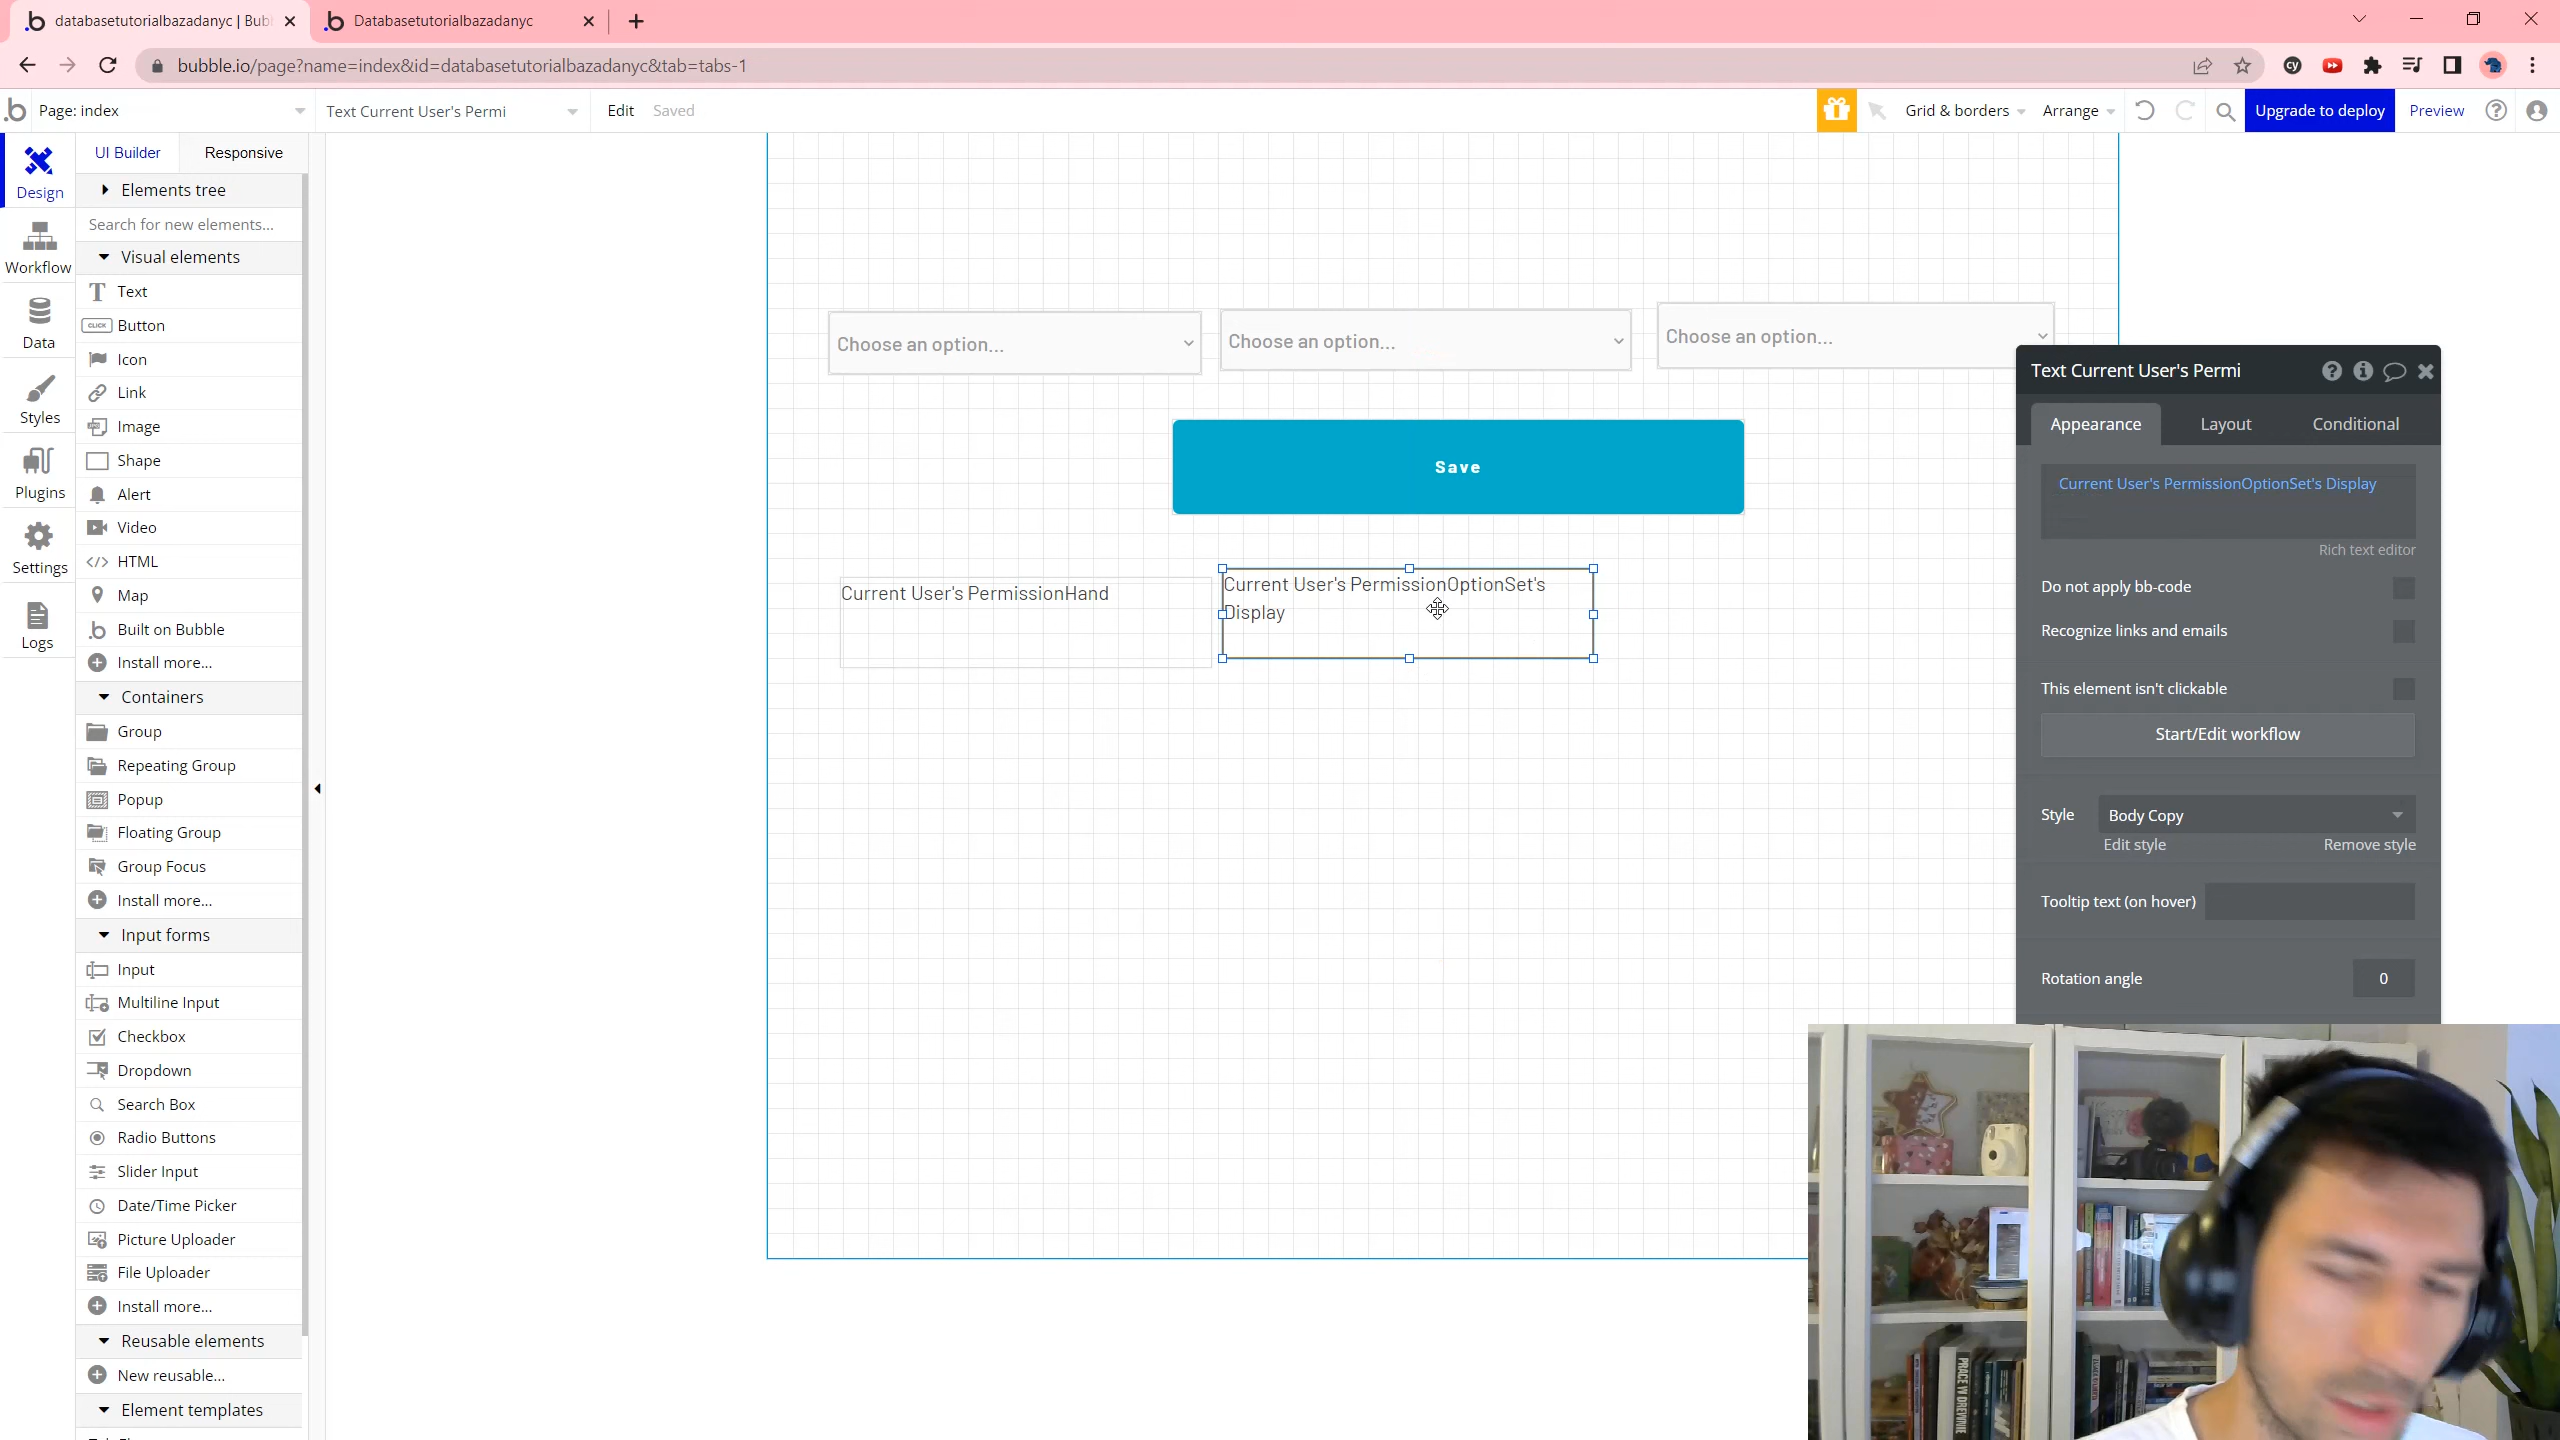 databasetutorialbazadanyc | Bub
Databasetutorialbazadanyc
bubble.io/page?name=index&id=databasetutorialbazadanyc&tab=tabs-1
Page: index
Text Current User's Permi
Edit
Saved
Grid & borders
Arrange
Upgrade to deploy
Preview
Design
Workflow
Data
Styles
Plugins
Settings
Logs
UI Builder
Responsive
Elements tree
Search for new elements...
Visual elements
Text
CLICK
Button
Icon
Link
Image
Shape
Alert
Video
HTML
Map
Built on Bubble
Install more...
Containers
Group
Repeating Group
Popup
Floating Group
Group Focus
Install more...
Input forms
Input
Multiline Input
Checkbox
Dropdown
Search Box
Radio Buttons
Slider Input
Date/Time Picker
Picture Uploader
File Uploader
Install more...
Reusable elements
New reusable...
Element templates
Choose an option...
Choose an option...
Choose an option...
Save
Current User's PermissionHand
Current User's PermissionOptionSet's
Display
Text Current User's Permi
Appearance
Layout
Conditional
Current User's PermissionOptionSet's Display
Rich text editor
Do not apply bb-code
Recognize links and emails
This element isn't clickable
Start/Edit workflow
Style
Body Copy
Edit style
Remove style
Tooltip text (on hover)
Rotation angle
0